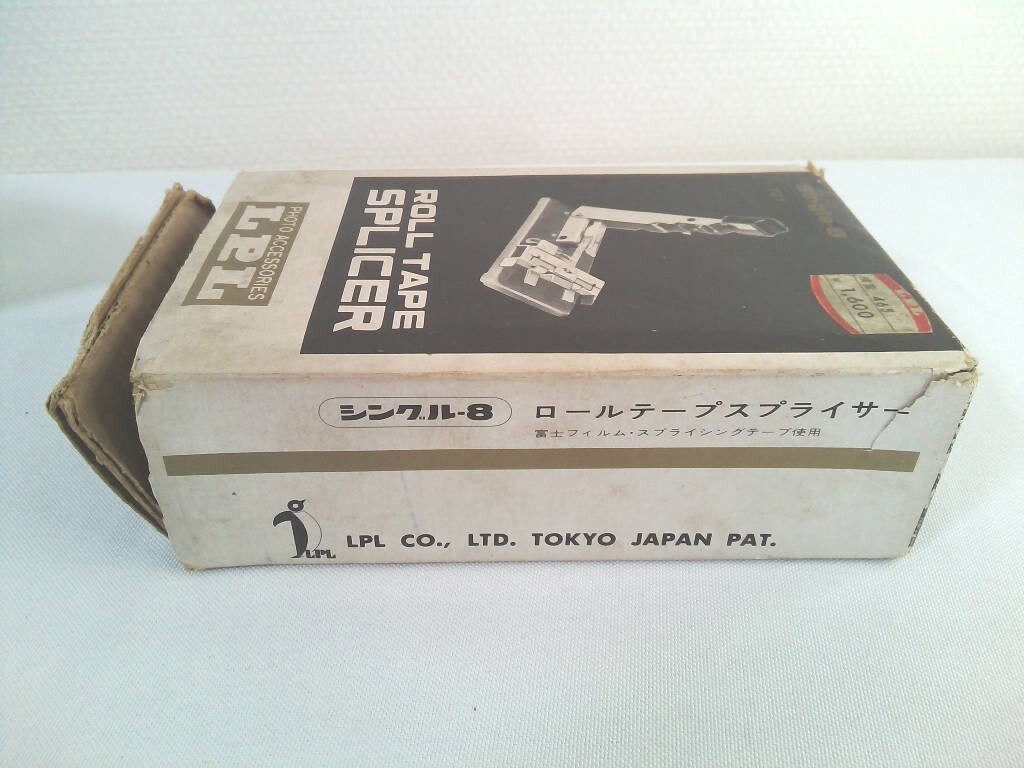 PHOTO ACCESSORIES
LPL
ROLL TAPE
SPLICER
465
¥1,600
シングル-8
ロールテープスプライサー
富士フィルム・スプライシングテープ使用
LPL
LPL CO., LTD. TOKYO JAPAN PAT.